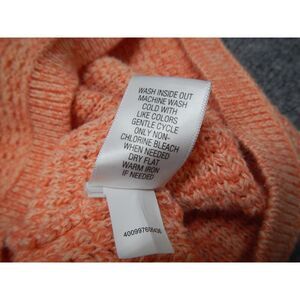 WASH INSIDE OUT
MACHINE WASH
COLD WITH
LIKE COLORS
GENTLE CYCLE
ONLY NON-
CHLORINE BLEACH
WHEN NEEDED
DRY FLAT
WARM IRON
IF NEEDED